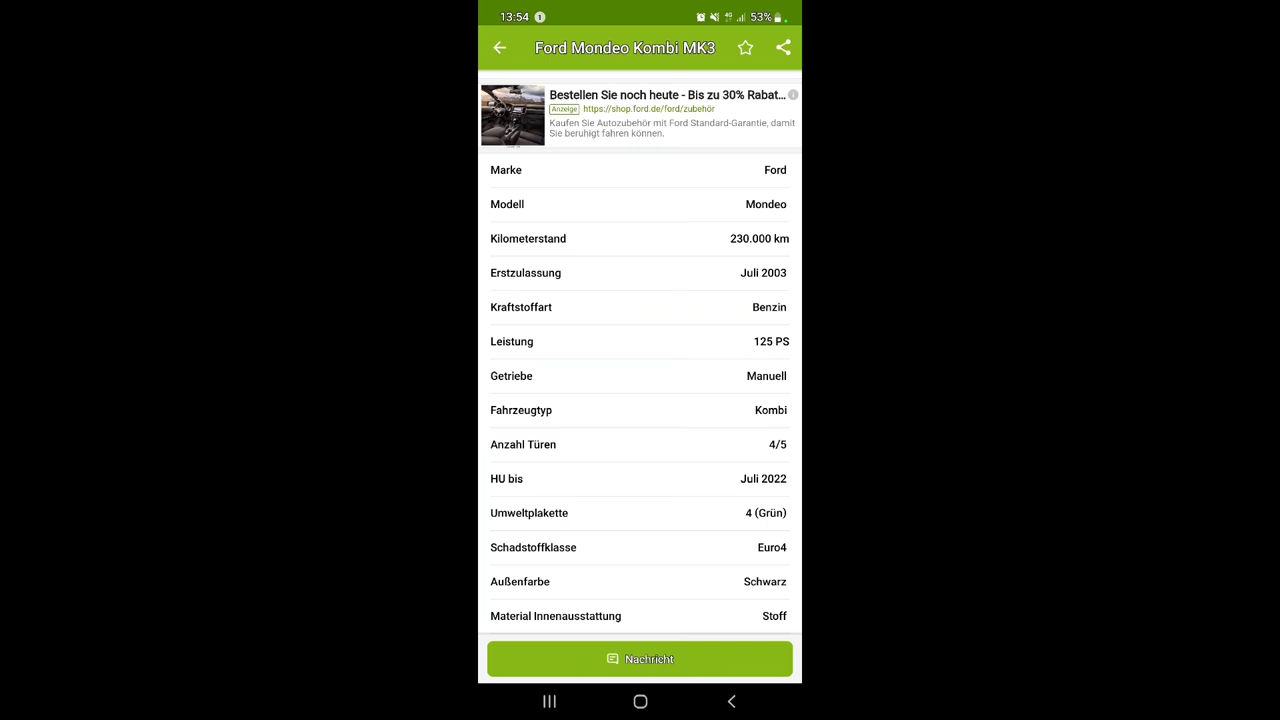 13:54 1 4G 53%
Ford Mondeo Kombi MK3
Bestellen Sie noch heute - Bis zu 30% Rabat...
Anzeige https://shop.ford.de/ford/zubehör
Kaufen Sie Autozubehör mit Ford Standard-Garantie, damit
Sie beruhigt fahren können.
Marke Ford
Modell Mondeo
Kilometerstand 230.000 km
Erstzulassung Juli 2003
Kraftstoffart Benzin
Leistung 125 PS
Getriebe Manuell
Fahrzeugtyp Kombi
Anzahl Türen 4/5
HU bis Juli 2022
Umweltplakette 4 (Grün)
Schadstoffklasse Euro4
Außenfarbe Schwarz
Material Innenausstattung Stoff
Nachricht